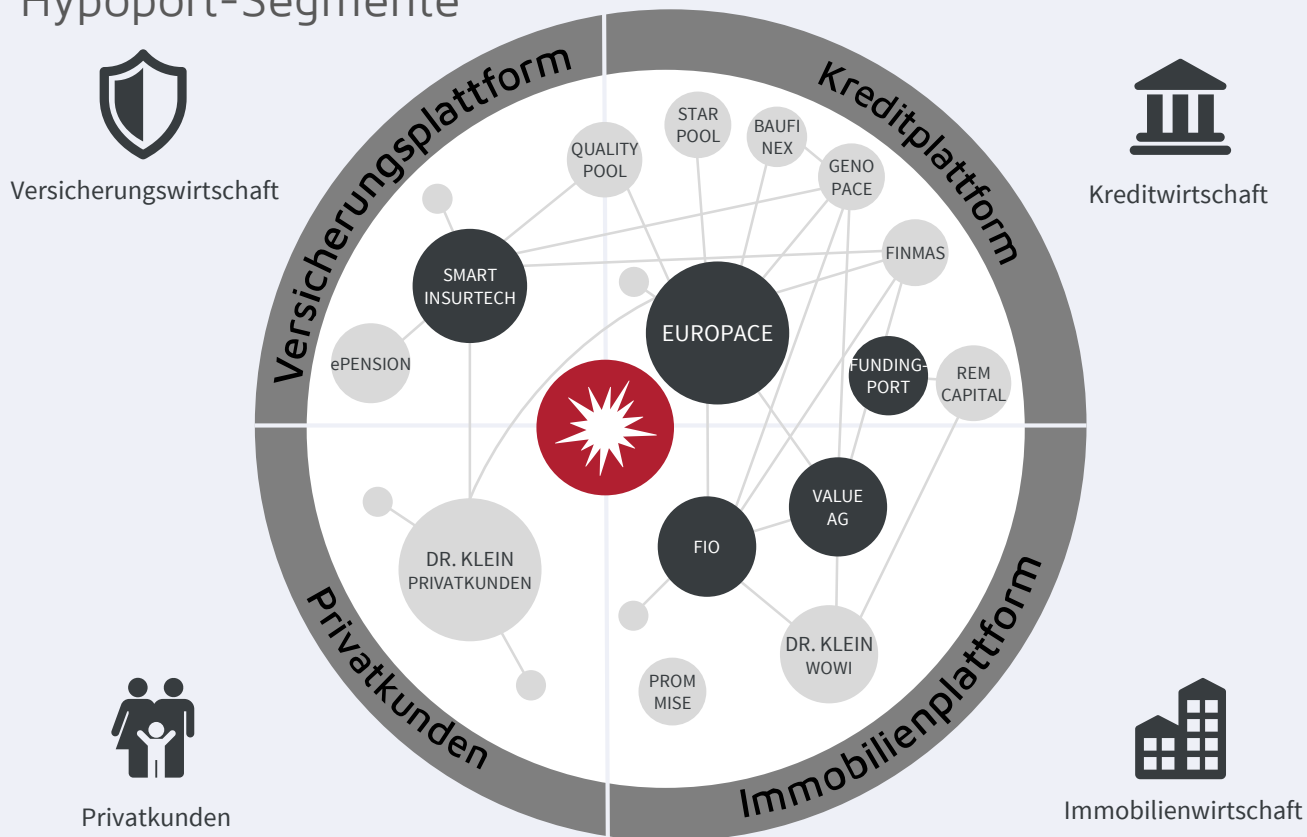 Hypoport-Segmente
Versicherungswirtschaft
Kreditwirtschaft
Versicherungsplattform
Kreditplattform
QUALITY
POOL
STAR
POOL
BAUFI
NEX
GENO
PACE
FINMAS
SMART
INSURTECH
EUROPACE
ePENSION
FUNDING-
PORT
REM
CAPITAL
VALUE
AG
FIO
DR. KLEIN
PRIVATKUNDEN
DR. KLEIN
WOWI
PROM
MISE
Privatkunden
Immobilienplattform
Privatkunden
Immobilienwirtschaft